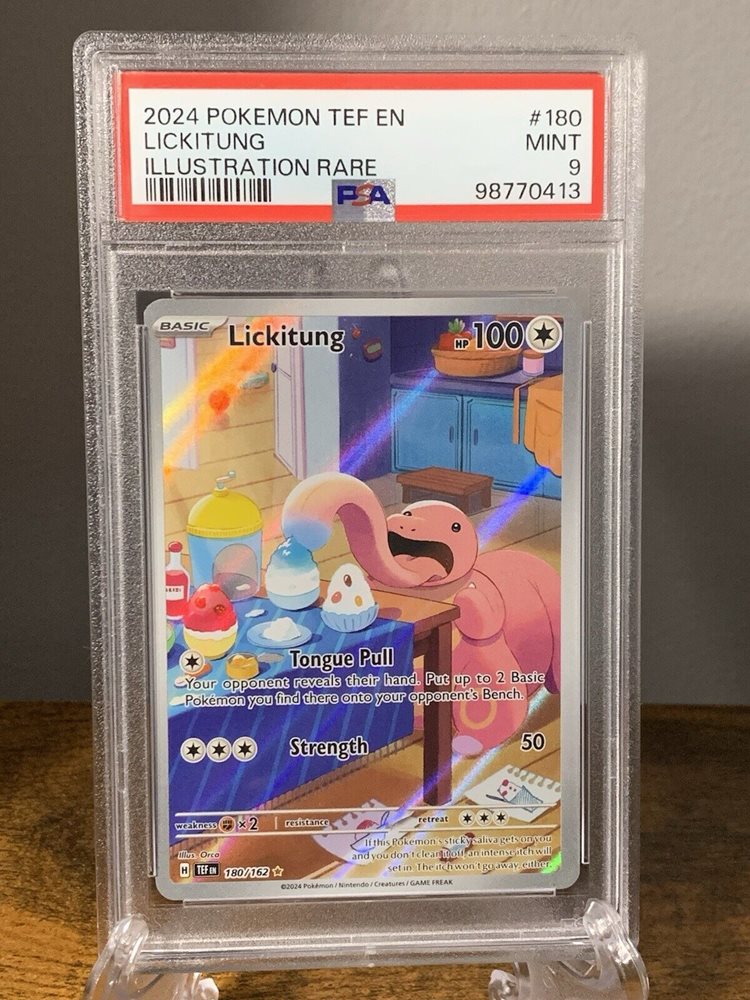 2024 POKEMON TEF EN #180
LICKITUNG MINT
ILLUSTRATION RARE 9
PSA 98770413
BASIC Lickitung HP 100
Tongue Pull
Your opponent reveals their hand. Put up to 2 Basic
Pokémon you find there onto your opponent's Bench.
Strength 50
weakness ×2 resistance retreat
If this Pokémon's sticky saliva gets on you
and you don't clean it off, an intense itch will
set in. The itch won't go away, either.
Illus. Orca
H TEF EN 180/162
©2024 Pokémon / Nintendo / Creatures / GAME FREAK